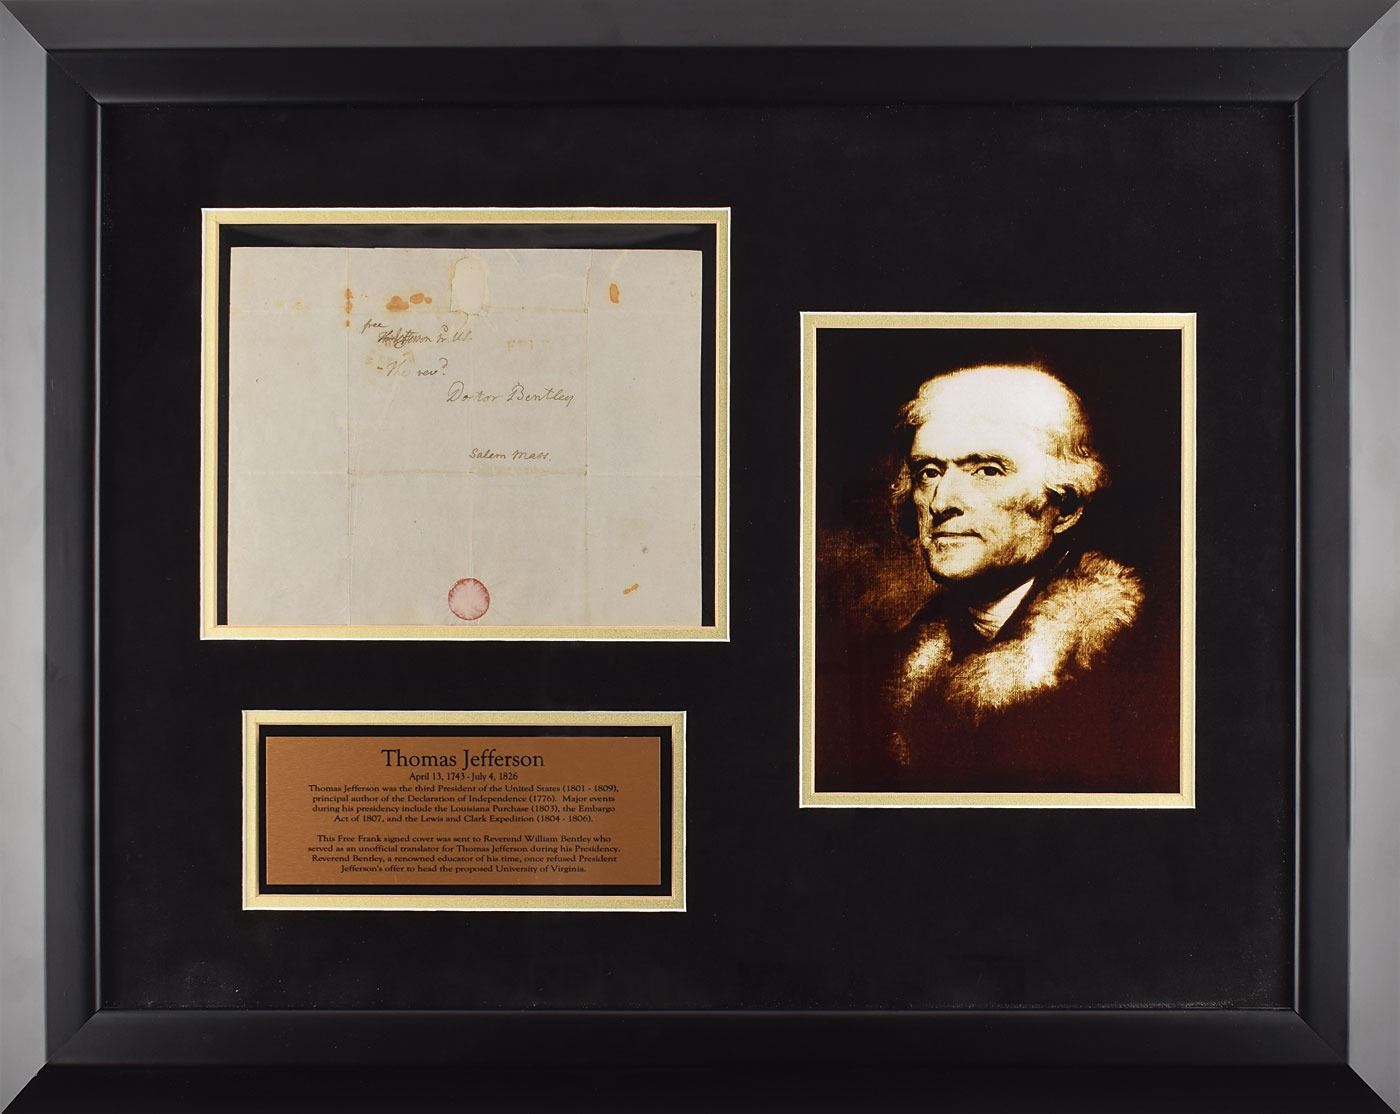 free
Th Jefferson Pr. US.
The revd.
Doctor Bentley
Salem Mass.
Thomas Jefferson
April 13, 1743 - July 4, 1826
Thomas Jefferson was the third President of the United States (1801 - 1809),
principal author of the Declaration of Independence (1776). Major events
during his presidency include the Louisiana Purchase (1803), the Embargo
Act of 1807, and the Lewis and Clark Expedition (1804 - 1806).
This Free Frank signed cover was sent to Reverend William Bentley who
served as an unofficial translator for Thomas Jefferson during his Presidency.
Reverend Bentley, a renowned educator of his time, once refused President
Jefferson's offer to head the proposed University of Virginia.